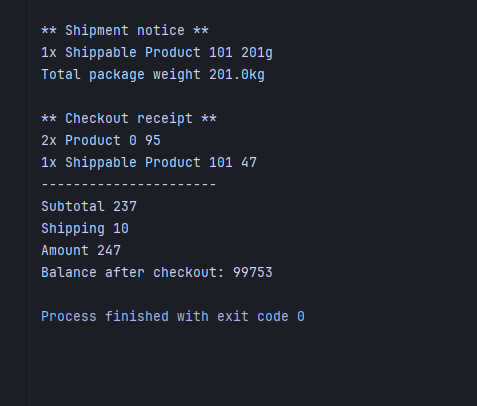 ** Shipment notice **
1x Shippable Product 101 201g
Total package weight 201.0kg
** Checkout receipt **
2x Product 0 95
1x Shippable Product 101 47
----------------------
Subtotal 237
Shipping 10
Amount 247
Balance after checkout: 99753
Process finished with exit code 0